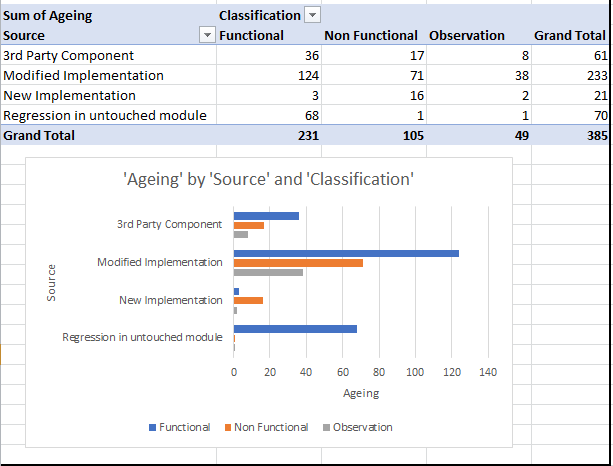 Sum of Ageing Classification
Source Functional Non Functional Observation Grand Total
3rd Party Component 36 17 8 61
Modified Implementation 124 71 38 233
New Implementation 3 16 2 21
Regression in untouched module 68 1 1 70
Grand Total 231 105 49 385
'Ageing' by 'Source' and 'Classification'
Source
3rd Party Component
Modified Implementation
New Implementation
Regression in untouched module
0 20 40 60 80 100 120 140
Ageing
Functional Non Functional Observation